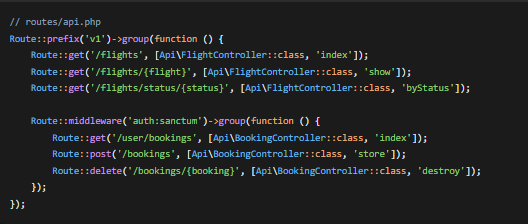 // routes/api.php
Route::prefix('v1')->group(function () {
    Route::get('/flights', [Api\FlightController::class, 'index']);
    Route::get('/flights/{flight}', [Api\FlightController::class, 'show']);
    Route::get('/flights/status/{status}', [Api\FlightController::class, 'byStatus']);

    Route::middleware('auth:sanctum')->group(function () {
        Route::get('/user/bookings', [Api\BookingController::class, 'index']);
        Route::post('/bookings', [Api\BookingController::class, 'store']);
        Route::delete('/bookings/{booking}', [Api\BookingController::class, 'destroy']);
    });
});